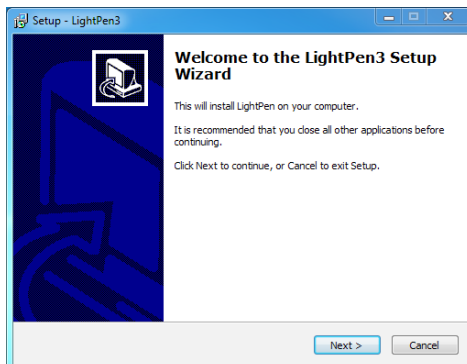 Setup - LightPen3
Welcome to the LightPen3 Setup
Wizard
This will install LightPen on your computer.
It is recommended that you close all other applications before
continuing.
Click Next to continue, or Cancel to exit Setup.
Next >
Cancel